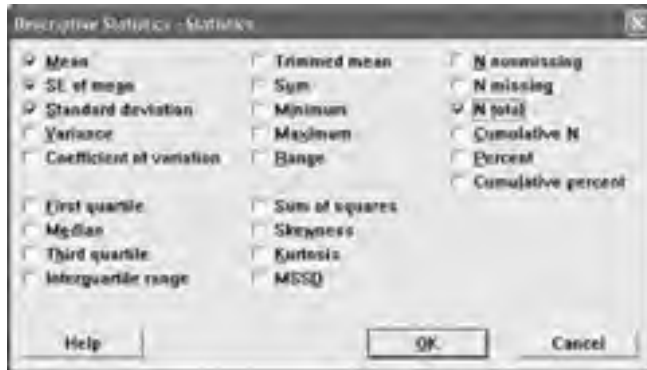 Descriptive Statistics - Statistics
Mean
SE of mean
Standard deviation
Variance
Coefficient of variation
First quartile
Median
Third quartile
Interquartile range
Trimmed mean
Sum
Minimum
Maximum
Range
Sum of squares
Skewness
Kurtosis
MSSD
N nonmissing
N missing
N total
Cumulative N
Percent
Cumulative percent
Help
OK
Cancel